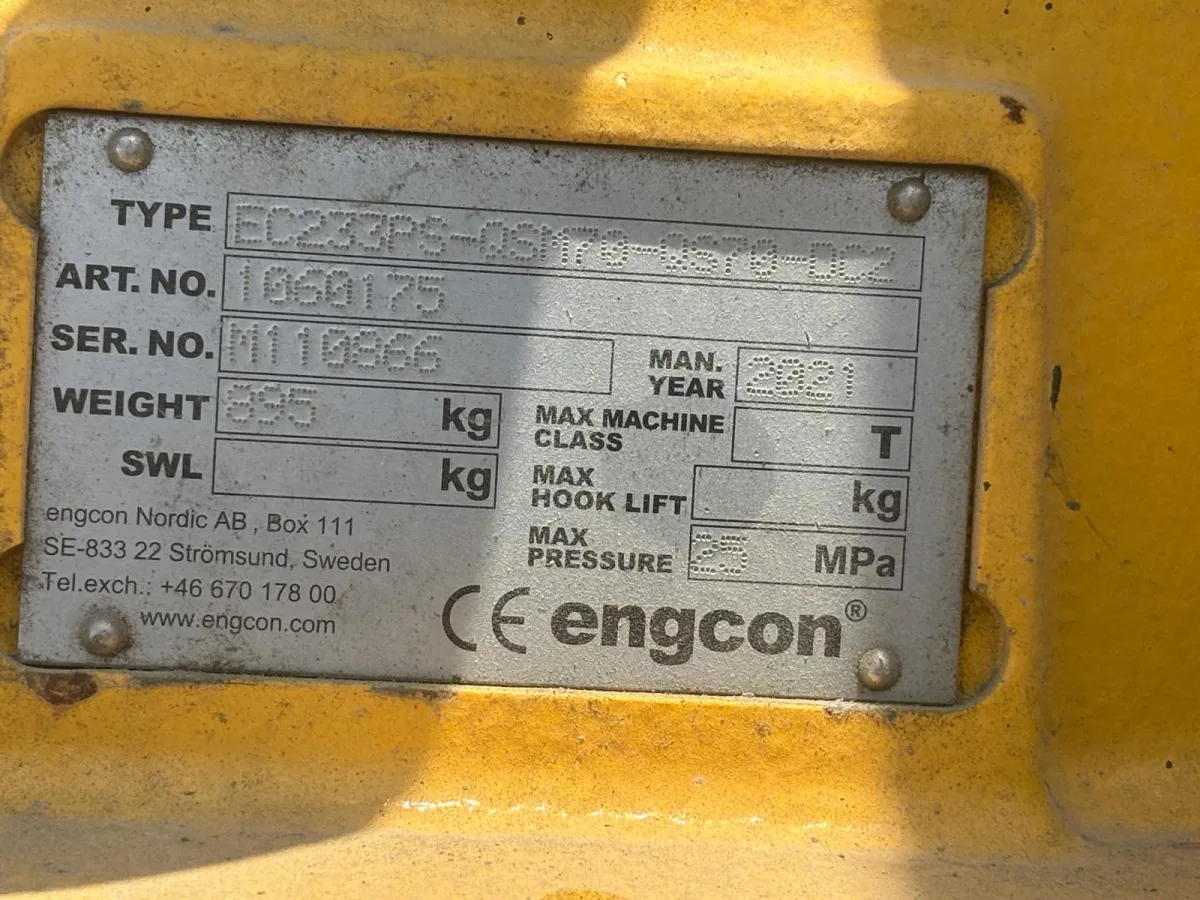 TYPE EC233PS-QSM70-QS70-DC2
ART. NO. 1060175
SER. NO. M110866
MAN. YEAR 2021
WEIGHT 895 kg
MAX MACHINE CLASS T
SWL kg
MAX HOOK LIFT kg
MAX PRESSURE 25 MPa
engcon Nordic AB , Box 111
SE-833 22 Strömsund, Sweden
Tel.exch.: +46 670 178 00
www.engcon.com
CE engcon®